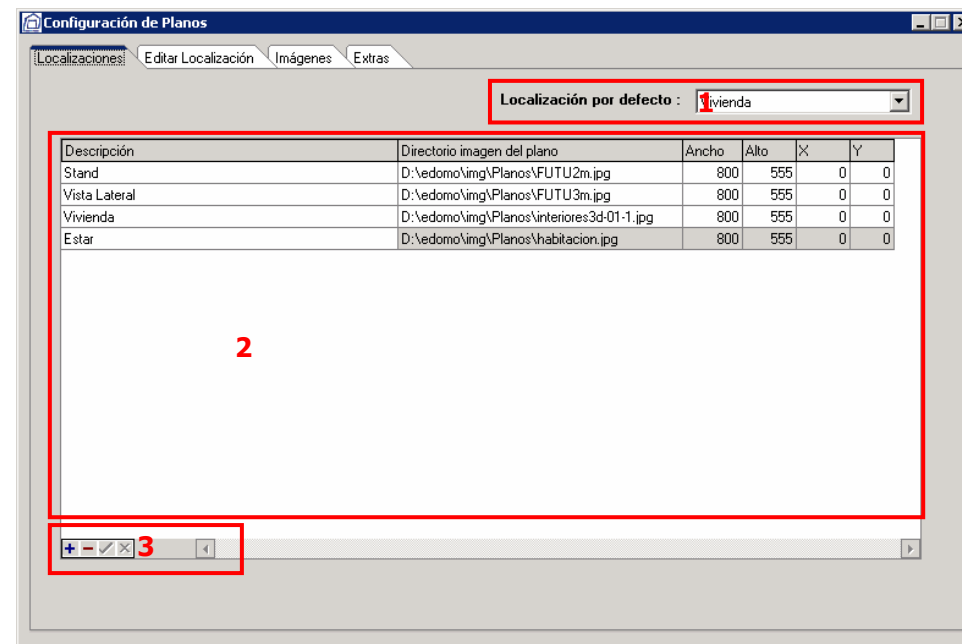 Configuración de Planos
Localizaciones Editar Localización Imágenes Extras
Localización por defecto : Vivienda
1
Descripción Directorio imagen del plano Ancho Alto X Y
Stand D:\edomo\img\Planos\FUTU2m.jpg 800 555 0 0
Vista Lateral D:\edomo\img\Planos\FUTU3m.jpg 800 555 0 0
Vivienda D:\edomo\img\Planos\interiores3d-01-1.jpg 800 555 0 0
Estar D:\edomo\img\Planos\habitacion.jpg 800 555 0 0
2
3